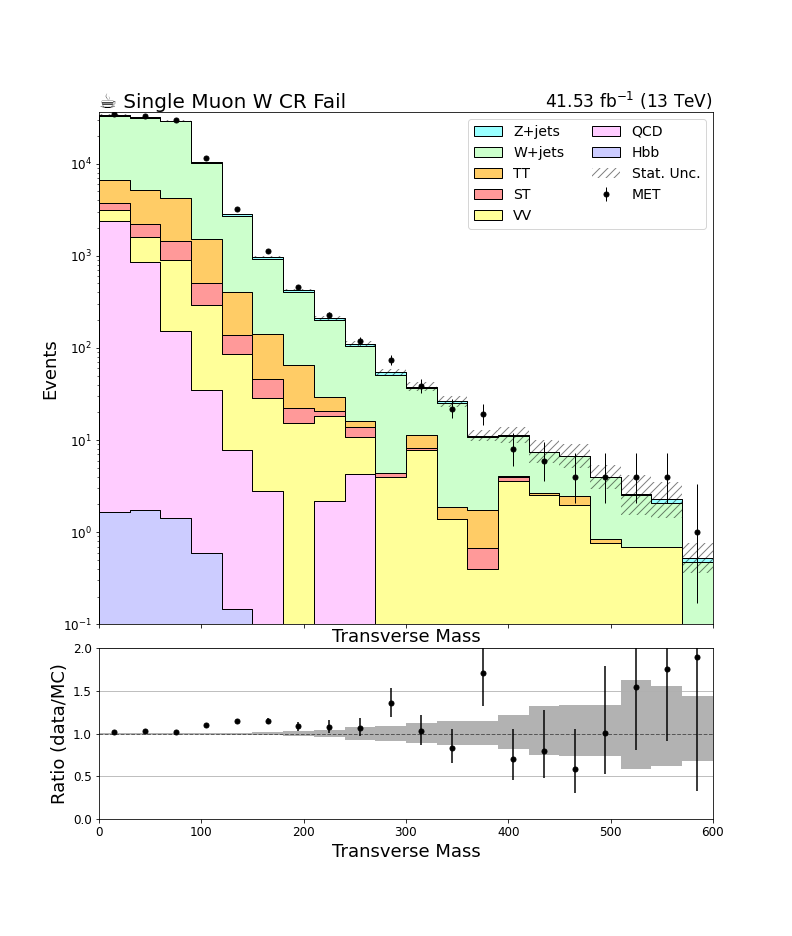 ☕ Single Muon W CR Fail 41.53 fb⁻¹ (13 TeV)
Z+jets QCD
W+jets Hbb
TT Stat. Unc.
ST MET
VV
Events
10⁴
10³
10²
10¹
10⁰
10⁻¹
Transverse Mass
Ratio (data/MC)
2.0
1.5
1.0
0.5
0.0
0 100 200 300 400 500 600
Transverse Mass